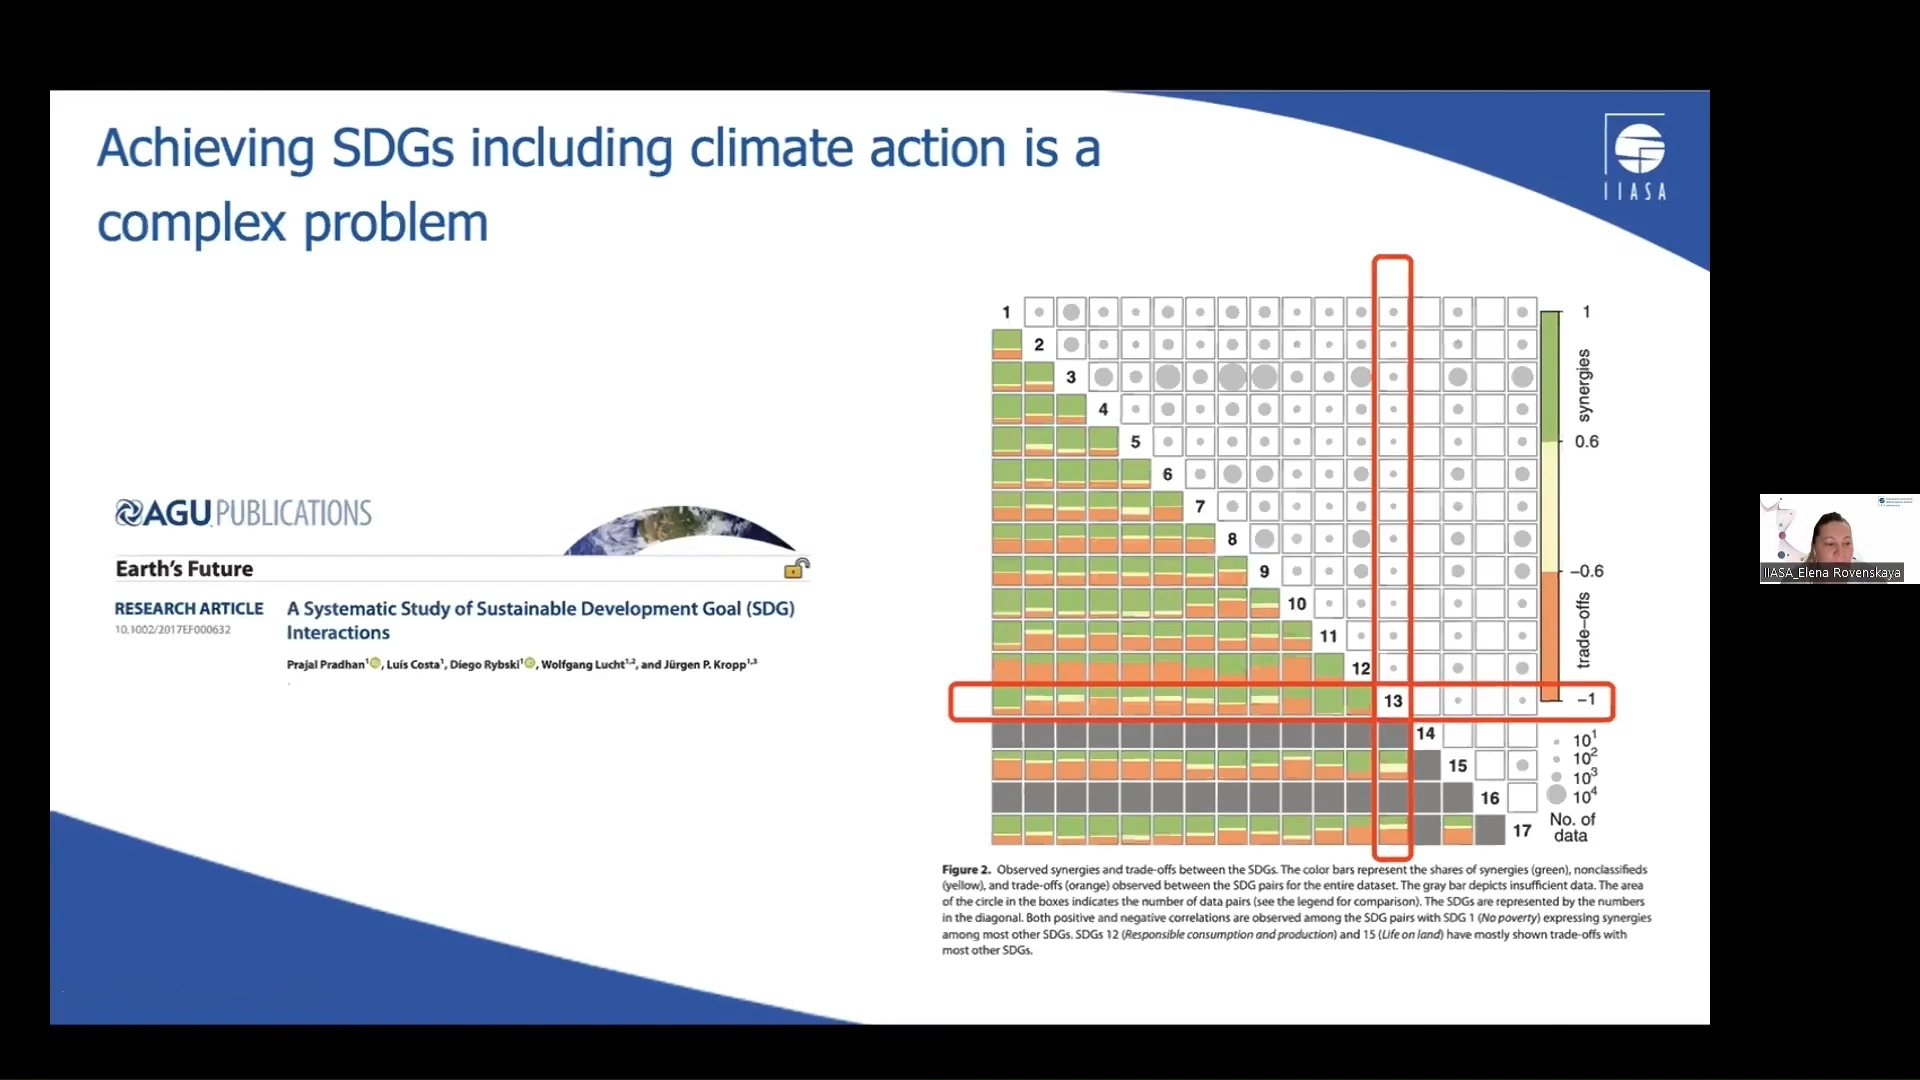 Achieving SDGs including climate action is a
complex problem
IIASA
AGU PUBLICATIONS
Earth's Future
RESEARCH ARTICLE
10.1002/2017EF000632
A Systematic Study of Sustainable Development Goal (SDG)
Interactions
Prajal Pradhan1, Luís Costa1, Diego Rybski1, Wolfgang Lucht1,2, and Jürgen P. Kropp1,3
1
2
3
4
5
6
7
8
9
10
11
12
13
14
15
16
17
1
synergies
0.6
−0.6
trade−offs
−1
10^1
10^2
10^3
10^4
No. of
data
Figure 2. Observed synergies and trade-offs between the SDGs. The color bars represent the shares of synergies (green), nonclassifieds
(yellow), and trade-offs (orange) observed between the SDG pairs for the entire dataset. The gray bar depicts insufficient data. The area
of the circle in the boxes indicates the number of data pairs (see the legend for comparison). The SDGs are represented by the numbers
in the diagonal. Both positive and negative correlations are observed among the SDG pairs with SDG 1 (No poverty) expressing synergies
among most other SDGs. SDGs 12 (Responsible consumption and production) and 15 (Life on land) have mostly shown trade-offs with
most other SDGs.
IIASA_Elena Rovenskaya